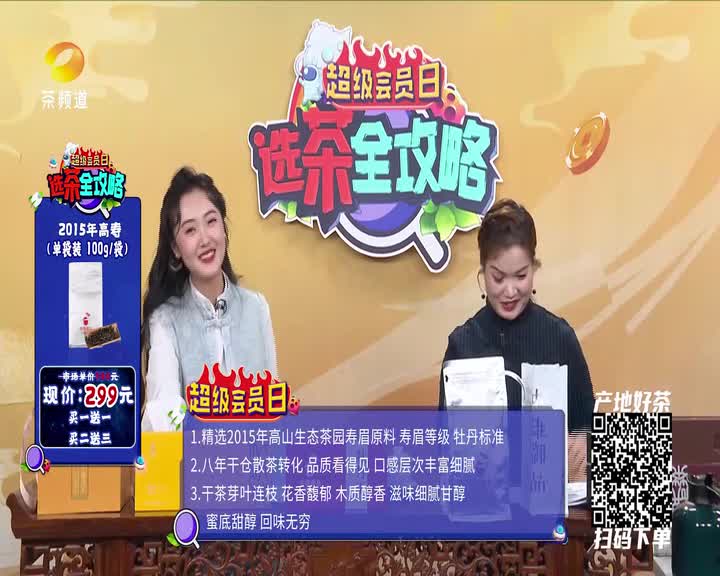 茶频道
超级会员日
选茶全攻略
超级会员日
选茶全攻略
2015年高寿
(单袋装 100g/袋)
现价:299元
买一送一
买二送三
超级会员日
1.精选2015年高山生态茶园寿眉原料 寿眉等级 牡丹标准
2.八年干仓散茶转化 品质看得见 口感层次丰富细腻
3.干茶芽叶连枝 花香馥郁 木质醇香 滋味细腻甘醇
蜜底甜醇 回味无穷
产地好茶
扫码下单